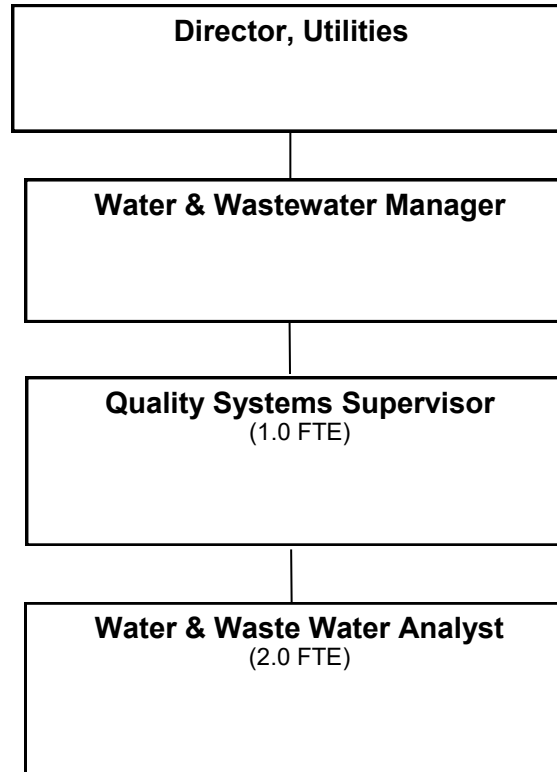 Director, Utilities
Water & Wastewater Manager
Quality Systems Supervisor
(1.0 FTE)
Water & Waste Water Analyst
(2.0 FTE)